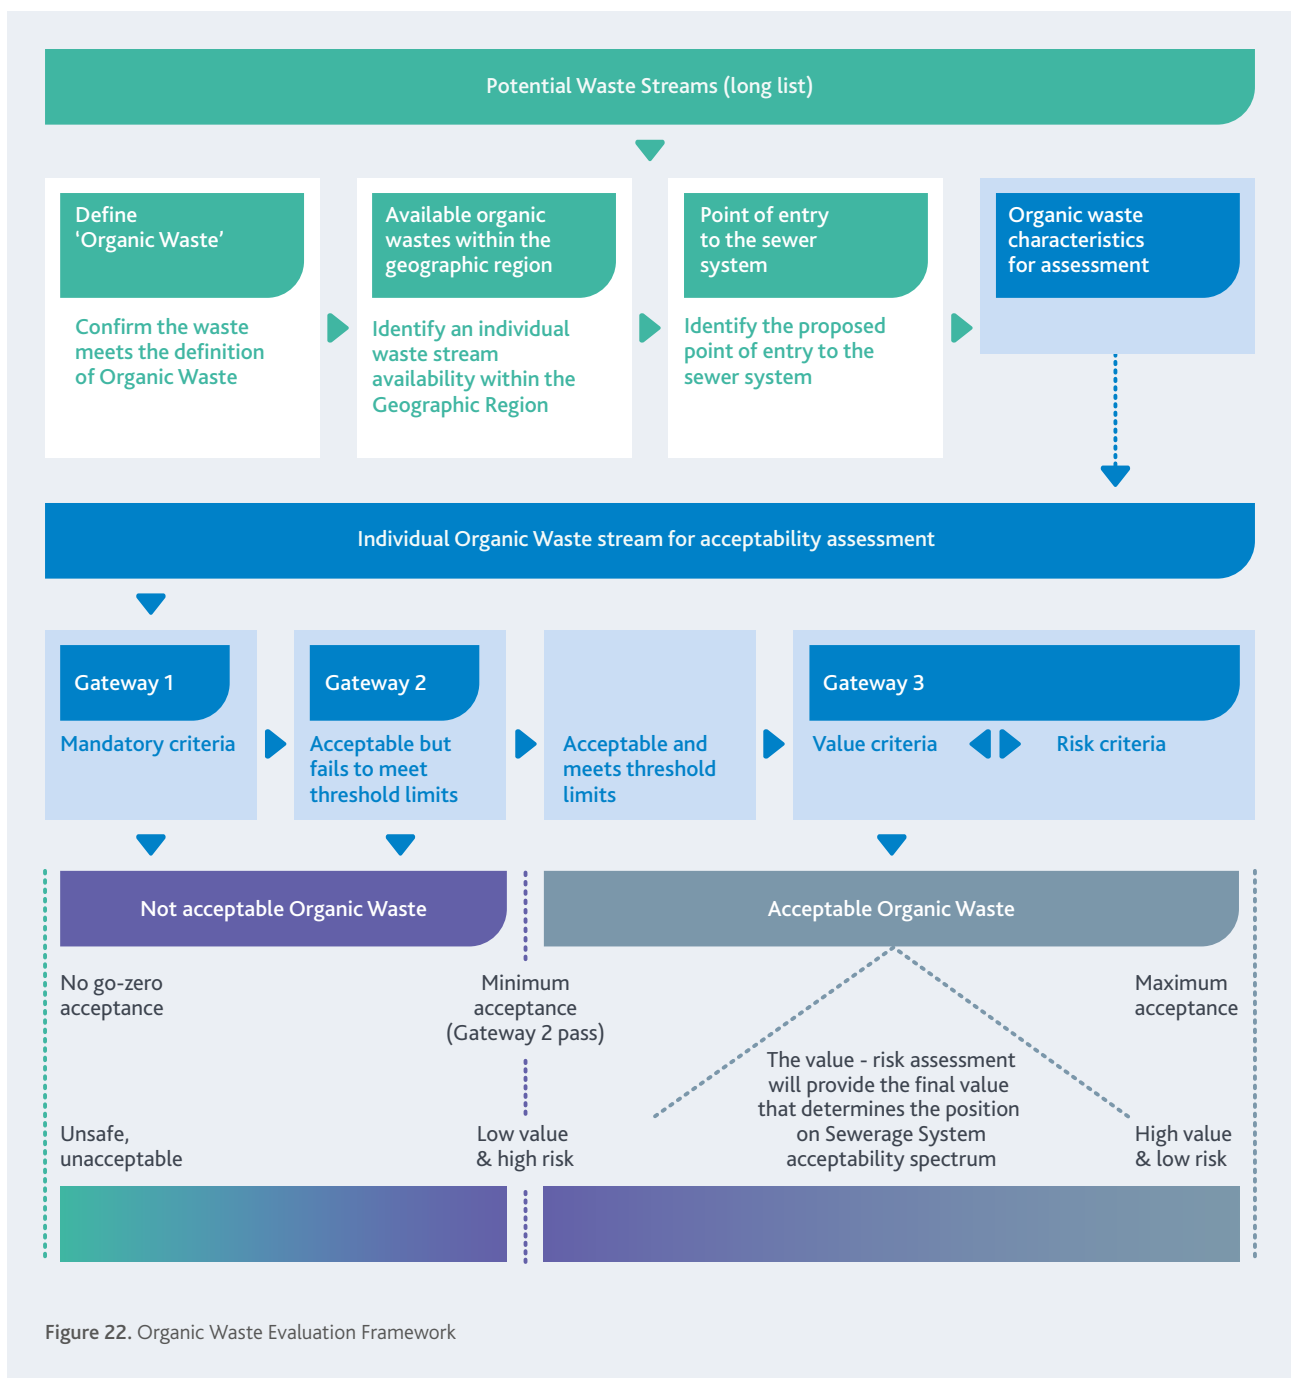 Potential Waste Streams (long list)
Define
‘Organic Waste’
Confirm the waste
meets the definition
of Organic Waste
Available organic
wastes within the
geographic region
Identify an individual
waste stream
availability within the
Geographic Region
Point of entry
to the sewer
system
Identify the proposed
point of entry to the
sewer system
Organic waste
characteristics
for assessment
Individual Organic Waste stream for acceptability assessment
Gateway 1
Mandatory criteria
Gateway 2
Acceptable but
fails to meet
threshold limits
Acceptable and
meets threshold
limits
Gateway 3
Value criteria
Risk criteria
Not acceptable Organic Waste
Acceptable Organic Waste
No go-zero
acceptance
Minimum
acceptance
(Gateway 2 pass)
Maximum
acceptance
The value - risk assessment
will provide the final value
that determines the position
on Sewerage System
acceptability spectrum
Unsafe,
unacceptable
Low value
& high risk
High value
& low risk
Figure 22. Organic Waste Evaluation Framework